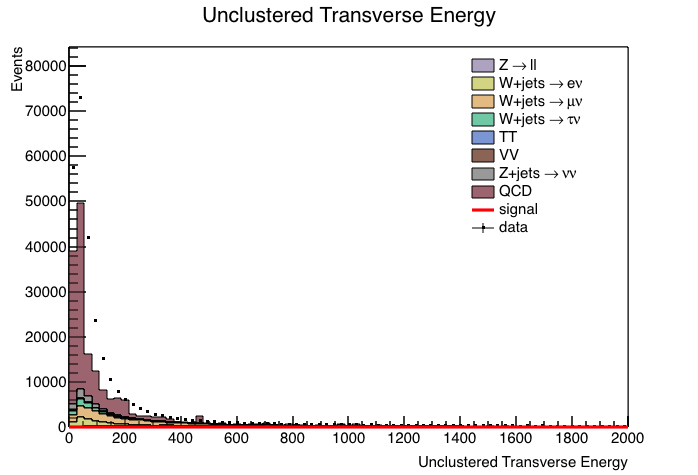 Unclustered Transverse Energy
Events
80000
70000
60000
50000
40000
30000
20000
10000
0
Z → ll
W+jets → eν
W+jets → μν
W+jets → τν
TT
VV
Z+jets → νν
QCD
signal
data
0 200 400 600 800 1000 1200 1400 1600 1800 2000
Unclustered Transverse Energy